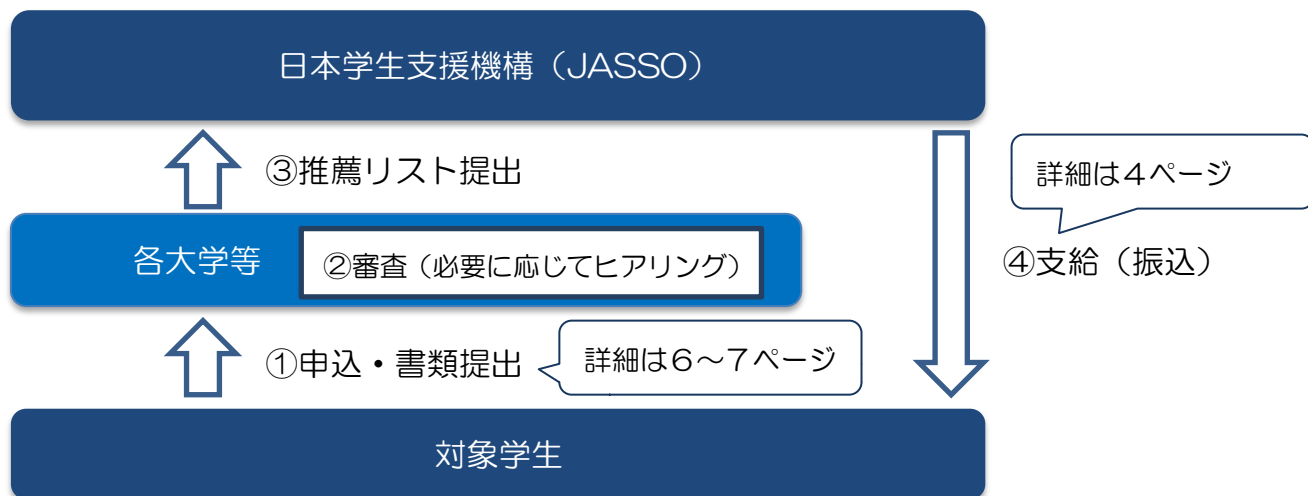 日本学生支援機構（JASSO）
③推薦リスト提出
詳細は４ページ
各大学等
②審査（必要に応じてヒアリング）
④支給（振込）
①申込・書類提出
詳細は６～７ページ
対象学生